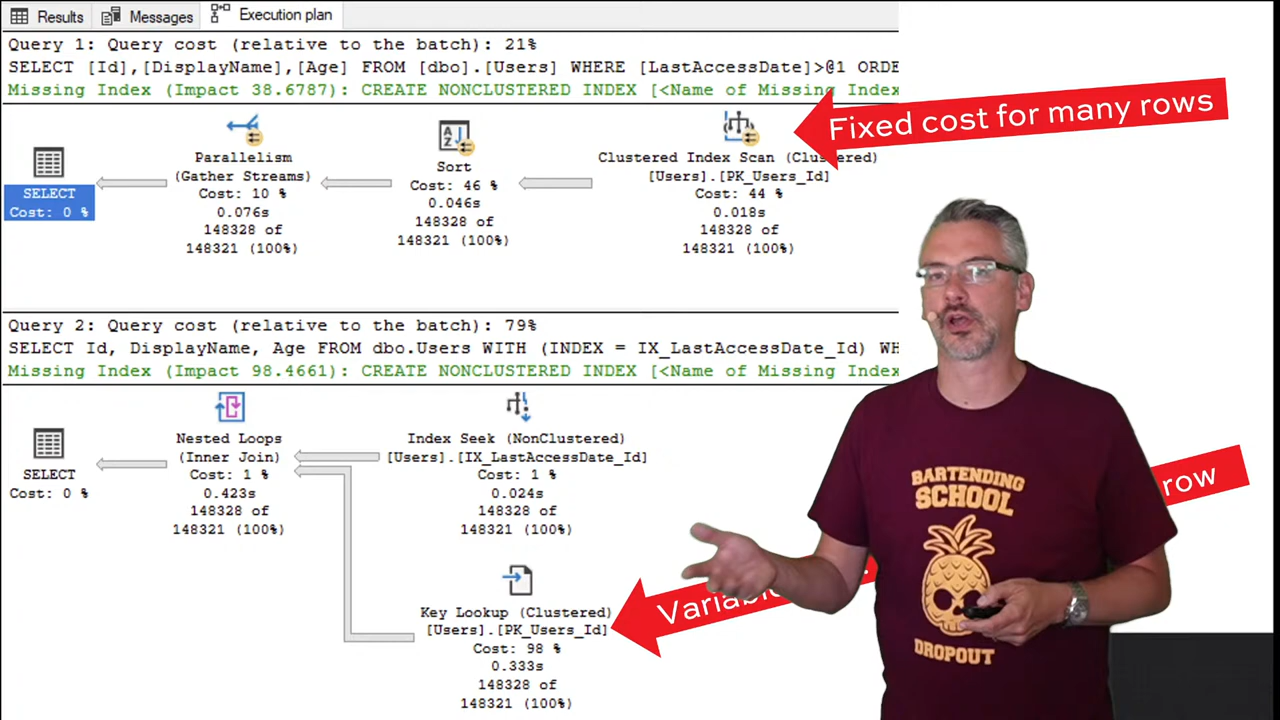 Results
Messages
Execution plan
Query 1: Query cost (relative to the batch): 21%
SELECT [Id],[DisplayName],[Age] FROM [dbo].[Users] WHERE [LastAccessDate]>@1 ORDE
Missing Index (Impact 38.6787): CREATE NONCLUSTERED INDEX [<Name of Missing Index
Fixed cost for many rows
SELECT
Cost: 0 %
Parallelism
(Gather Streams)
Cost: 10 %
0.076s
148328 of
148321 (100%)
Sort
Cost: 46 %
0.046s
148328 of
148321 (100%)
Clustered Index Scan (Clustered)
[Users].[PK_Users_Id]
Cost: 44 %
0.018s
148328 of
148321 (100%)
Query 2: Query cost (relative to the batch): 79%
SELECT Id, DisplayName, Age FROM dbo.Users WITH (INDEX = IX_LastAccessDate_Id) WH
Missing Index (Impact 98.4661): CREATE NONCLUSTERED INDEX [<Name of Missing Index
SELECT
Cost: 0 %
Nested Loops
(Inner Join)
Cost: 1 %
0.423s
148328 of
148321 (100%)
Index Seek (NonClustered)
[Users].[IX_LastAccessDate_Id]
Cost: 1 %
0.024s
148328 of
148321 (100%)
Key Lookup (Clustered)
[Users].[PK_Users_Id]
Cost: 98 %
0.333s
148328 of
148321 (100%)
row
BARTENDING
SCHOOL
DROPOUT